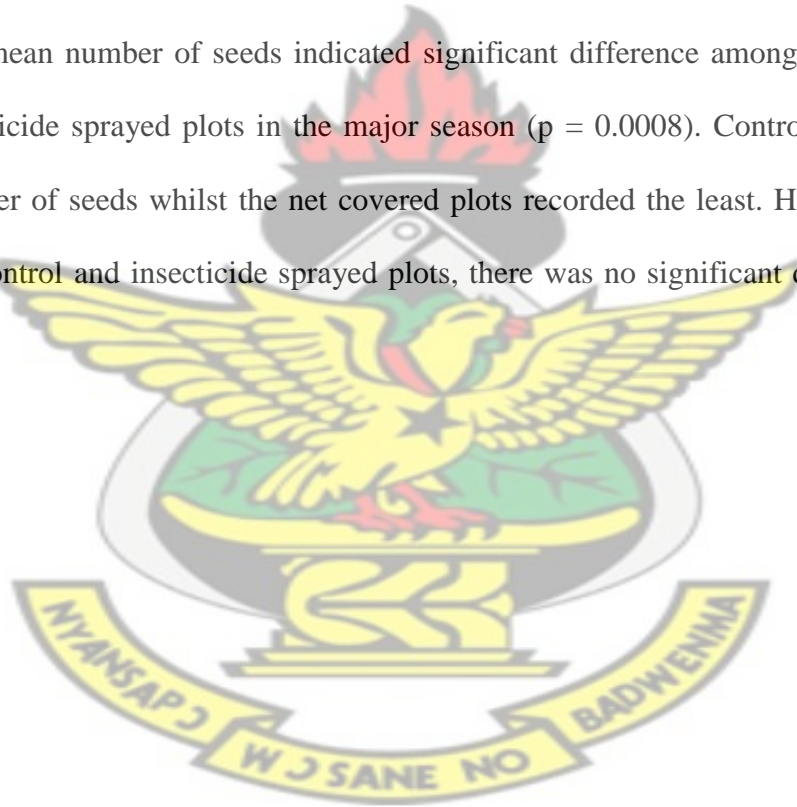 mean number of seeds indicated significant difference among
icide sprayed plots in the major season (p = 0.0008). Contro
er of seeds whilst the net covered plots recorded the least. H
ontrol and insecticide sprayed plots, there was no significant d
NYANSAPƆ WƆSANE NO BADWENMA